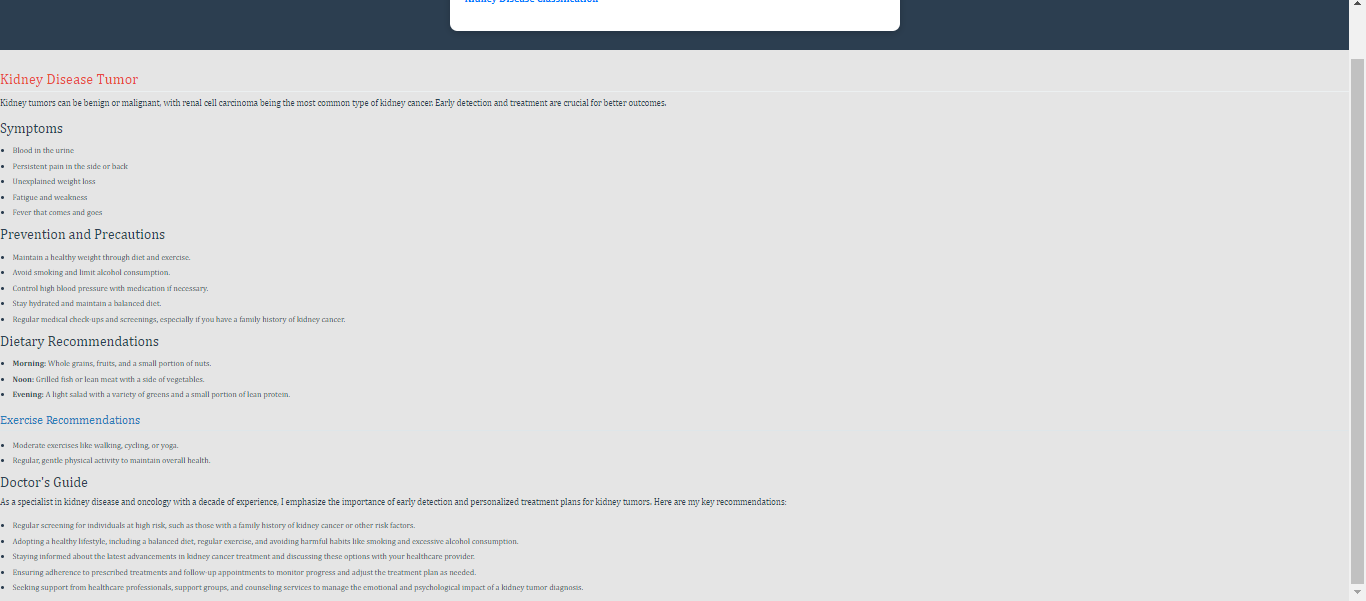 Kidney Disease Classification
Kidney Disease Tumor
Kidney tumors can be benign or malignant, with renal cell carcinoma being the most common type of kidney cancer. Early detection and treatment are crucial for better outcomes.
Symptoms
Blood in the urine
Persistent pain in the side or back
Unexplained weight loss
Fatigue and weakness
Fever that comes and goes
Prevention and Precautions
Maintain a healthy weight through diet and exercise.
Avoid smoking and limit alcohol consumption.
Control high blood pressure with medication if necessary.
Stay hydrated and maintain a balanced diet.
Regular medical check-ups and screenings, especially if you have a family history of kidney cancer.
Dietary Recommendations
Morning: Whole grains, fruits, and a small portion of nuts.
Noon: Grilled fish or lean meat with a side of vegetables.
Evening: A light salad with a variety of greens and a small portion of lean protein.
Exercise Recommendations
Moderate exercises like walking, cycling, or yoga.
Regular, gentle physical activity to maintain overall health.
Doctor's Guide
As a specialist in kidney disease and oncology with a decade of experience, I emphasize the importance of early detection and personalized treatment plans for kidney tumors. Here are my key recommendations:
Regular screening for individuals at high risk, such as those with a family history of kidney cancer or other risk factors.
Adopting a healthy lifestyle, including a balanced diet, regular exercise, and avoiding harmful habits like smoking and excessive alcohol consumption.
Staying informed about the latest advancements in kidney cancer treatment and discussing these options with your healthcare provider.
Ensuring adherence to prescribed treatments and follow-up appointments to monitor progress and adjust the treatment plan as needed.
Seeking support from healthcare professionals, support groups, and counseling services to manage the emotional and psychological impact of a kidney tumor diagnosis.